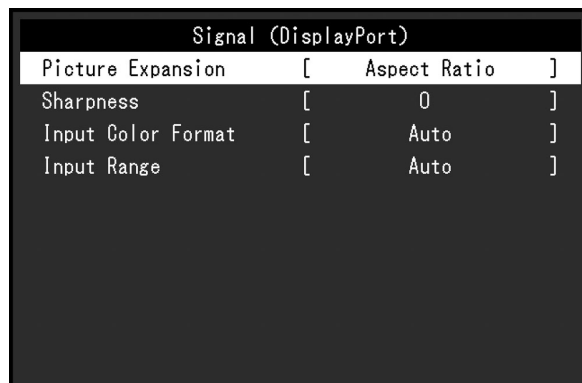 Signal (DisplayPort)
Picture Expansion [ Aspect Ratio ]
Sharpness [ 0 ]
Input Color Format [ Auto ]
Input Range [ Auto ]